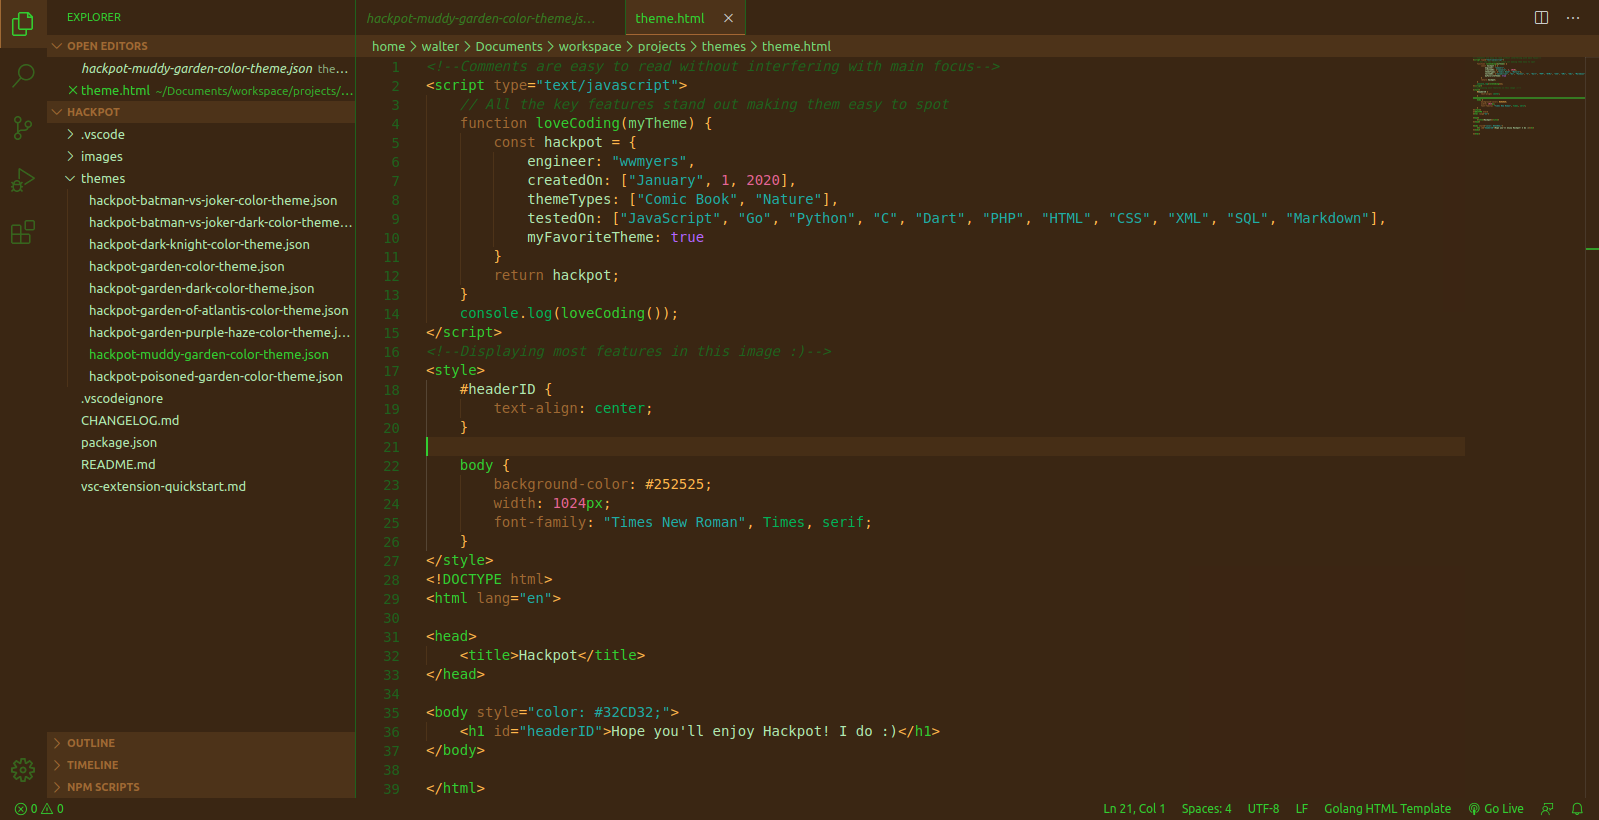 EXPLORER
OPEN EDITORS
hackpot-muddy-garden-color-theme.json the...
theme.html ~/Documents/workspace/projects/...
HACKPOT
.vscode
images
themes
hackpot-batman-vs-joker-color-theme.json
hackpot-batman-vs-joker-dark-color-theme...
hackpot-dark-knight-color-theme.json
hackpot-garden-color-theme.json
hackpot-garden-dark-color-theme.json
hackpot-garden-of-atlantis-color-theme.json
hackpot-garden-purple-haze-color-theme.j...
hackpot-muddy-garden-color-theme.json
hackpot-poisoned-garden-color-theme.json
.vscodeignore
CHANGELOG.md
package.json
README.md
vsc-extension-quickstart.md
OUTLINE
TIMELINE
NPM SCRIPTS
hackpot-muddy-garden-color-theme.js... theme.html
home > walter > Documents > workspace > projects > themes > theme.html
1 <!--Comments are easy to read without interfering with main focus-->
2 <script type="text/javascript">
3 // All the key features stand out making them easy to spot
4 function loveCoding(myTheme) {
5 const hackpot = {
6 engineer: "wwmyers",
7 createdOn: ["January", 1, 2020],
8 themeTypes: ["Comic Book", "Nature"],
9 testedOn: ["JavaScript", "Go", "Python", "C", "Dart", "PHP", "HTML", "CSS", "XML", "SQL", "Markdown"],
10 myFavoriteTheme: true
11 }
12 return hackpot;
13 }
14 console.log(loveCoding());
15 </script>
16 <!--Displaying most features in this image :)-->
17 <style>
18 #headerID {
19 text-align: center;
20 }
21
22 body {
23 background-color: #252525;
24 width: 1024px;
25 font-family: "Times New Roman", Times, serif;
26 }
27 </style>
28 <!DOCTYPE html>
29 <html lang="en">
30
31 <head>
32 <title>Hackpot</title>
33 </head>
34
35 <body style="color: #32CD32;">
36 <h1 id="headerID">Hope you'll enjoy Hackpot! I do :)</h1>
37 </body>
38
39 </html>
0 0 Ln 21, Col 1 Spaces: 4 UTF-8 LF Golang HTML Template Go Live